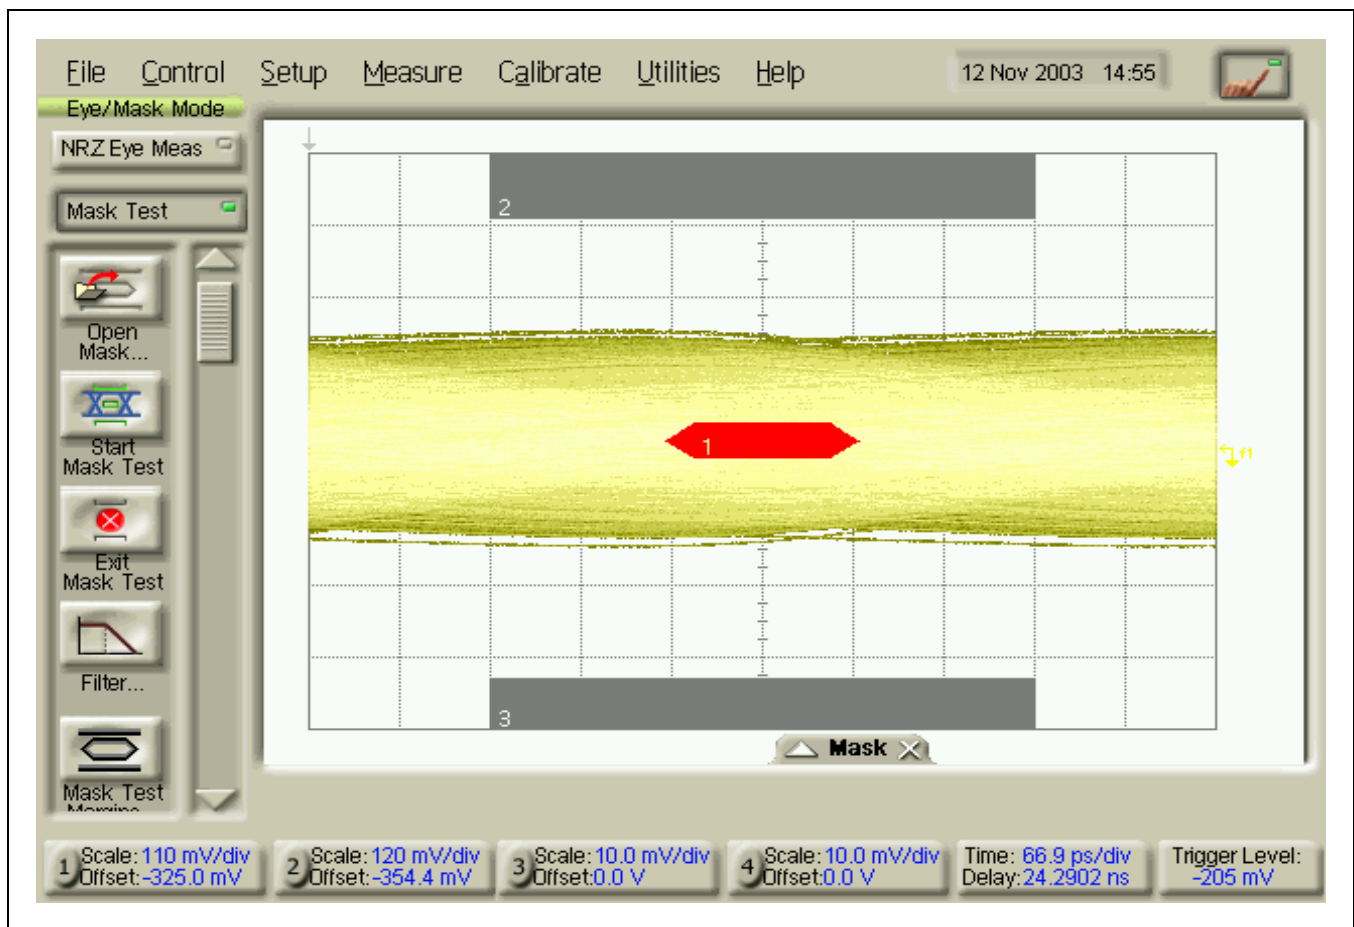 File Control Setup Measure Calibrate Utilities Help 12 Nov 2003 14:55
Eye/Mask Mode
NRZ Eye Meas
Mask Test
2
Open
Mask...
1
f1
Start
Mask Test
Exit
Mask Test
Filter...
3
Mask
Mask Test
Margins
1 Scale: 110 mV/div
Offset:-325.0 mV
2 Scale: 120 mV/div
Offset:-354.4 mV
3 Scale: 10.0 mV/div
Offset:0.0 V
4 Scale: 10.0 mV/div
Offset:0.0 V
Time: 66.9 ps/div
Delay:24.2902 ns
Trigger Level:
-205 mV